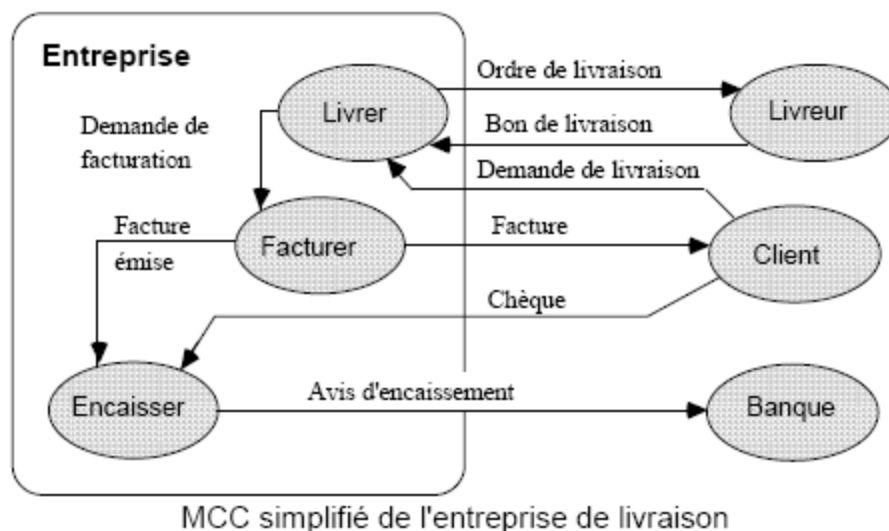 Entreprise
Ordre de livraison
Livrer
Livreur
Demande de
facturation
Bon de livraison
Demande de livraison
Facture
émise
Facturer
Facture
Client
Chèque
Encaisser
Avis d'encaissement
Banque
MCC simplifié de l'entreprise de livraison